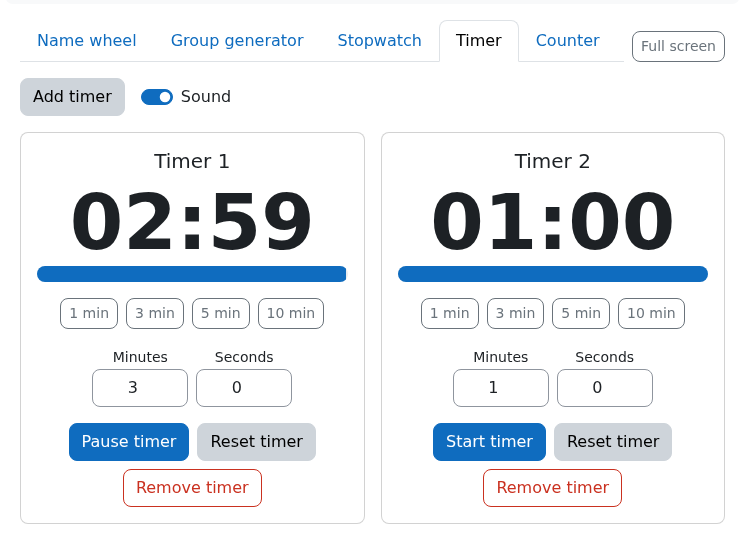 Name wheel Group generator Stopwatch Timer Counter Full screen
Add timer Sound
Timer 1
02:59
1 min 3 min 5 min 10 min
Minutes Seconds
3 0
Pause timer Reset timer
Remove timer
Timer 2
01:00
1 min 3 min 5 min 10 min
Minutes Seconds
1 0
Start timer Reset timer
Remove timer